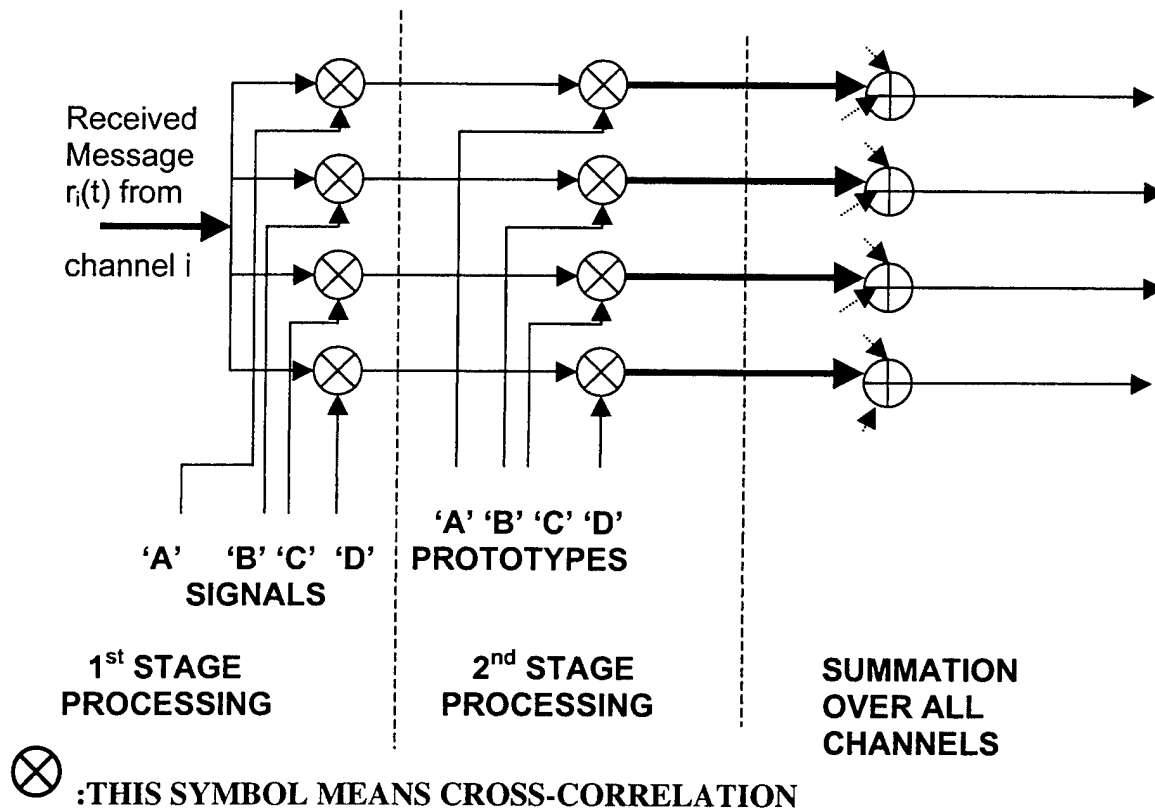 Received
Message
rᵢ(t) from
channel i
‘A’ ‘B’ ‘C’ ‘D’
SIGNALS
‘A’ ‘B’ ‘C’ ‘D’
PROTOTYPES
1st STAGE
PROCESSING
2nd STAGE
PROCESSING
SUMMATION
OVER ALL
CHANNELS
:THIS SYMBOL MEANS CROSS-CORRELATION